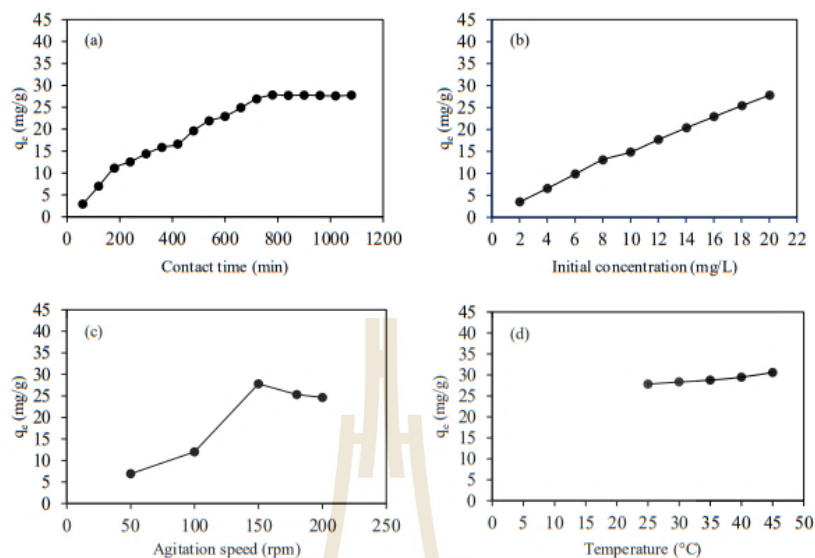 (a)
45
40
35
30
25
20
15
10
5
0
qe (mg/g)
0 200 400 600 800 1000 1200
Contact time (min)
(b)
45
40
35
30
25
20
15
10
5
0
qe (mg/g)
0 2 4 6 8 10 12 14 16 18 20 22
Initial concentration (mg/L)
(c)
45
40
35
30
25
20
15
10
5
0
qe (mg/g)
0 50 100 150 200 250
Agitation speed (rpm)
(d)
45
40
35
30
25
20
15
10
5
0
qe (mg/g)
0 5 10 15 20 25 30 35 40 45 50
Temperature (°C)